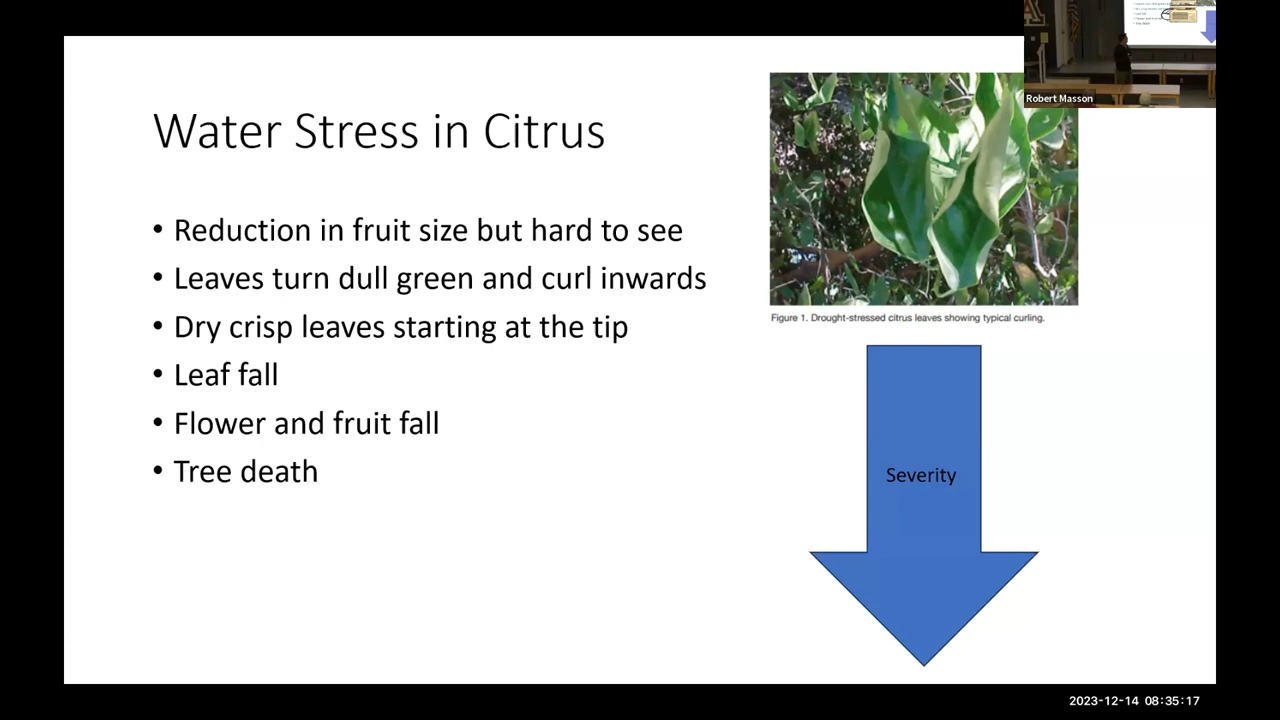 Robert Masson
Water Stress in Citrus
• Reduction in fruit size but hard to see
• Leaves turn dull green and curl inwards
• Dry crisp leaves starting at the tip
• Leaf fall
• Flower and fruit fall
• Tree death
Figure 1. Drought-stressed citrus leaves showing typical curling.
Severity
2023-12-14 08:35:17